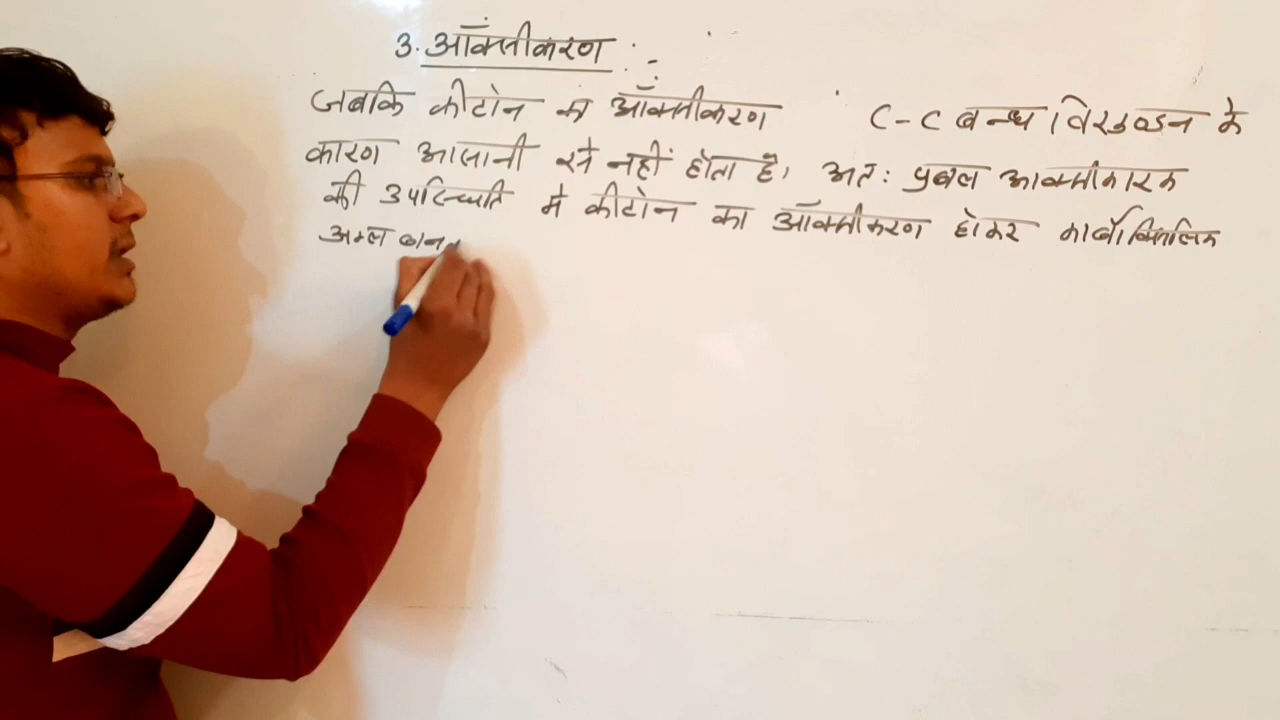 3. ऑक्सीकरण :-
जबकि कीटोन का ऑक्सीकरण C-C बन्ध विखण्डन के
कारण आसानी से नहीं होता है, अत: प्रबल आक्सीकारक
की उपस्थिति में कीटोन का ऑक्सीकरण होकर कार्बोक्सिलिक
अम्ल बनत